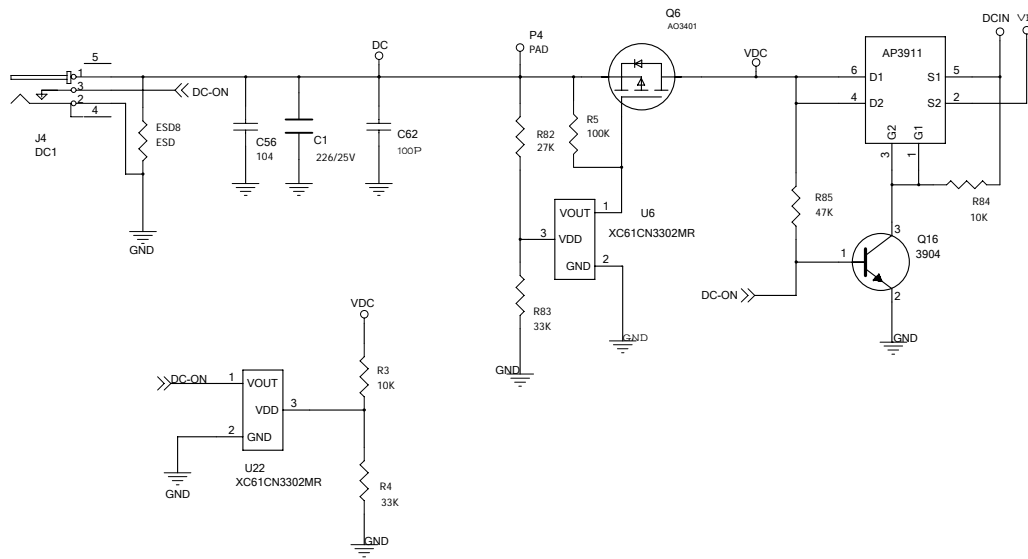 Q6
AO3401
DCIN
VI
P4
PAD
DC
VDC
AP3911
5
1
3
2
4
DC-ON
J4
DC1
ESD8
ESD
C56
104
C1
226/25V
C62
100P
R82
27K
R5
100K
6
D1
S1
5
4
D2
S2
2
G2
G1
3
1
R85
47K
R84
10K
U6
XC61CN3302MR
VOUT
1
3
VDD
GND
2
Q16
3904
3
1
2
DC-ON
GND
R83
33K
GND
GND
GND
VDC
R3
10K
DC-ON
1
VOUT
VDD
3
2
GND
U22
XC61CN3302MR
GND
R4
33K
GND